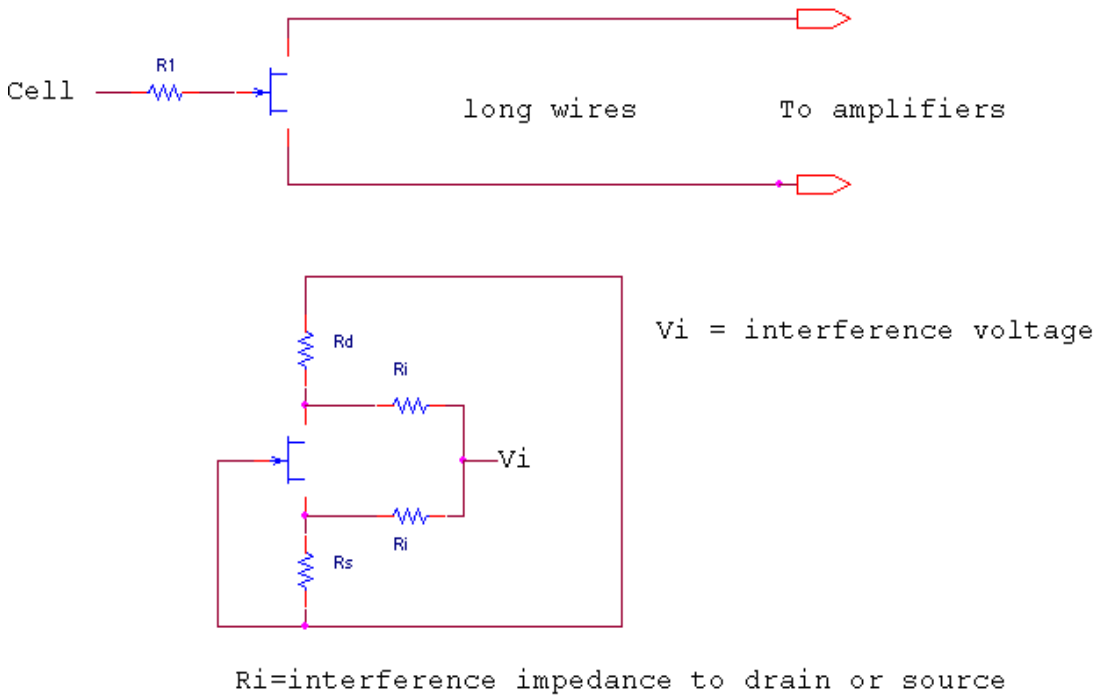 R1
Cell
long wires
To amplifiers
Rd
Vi = interference voltage
Ri
Vi
Ri
Rs
Ri=interference impedance to drain or source